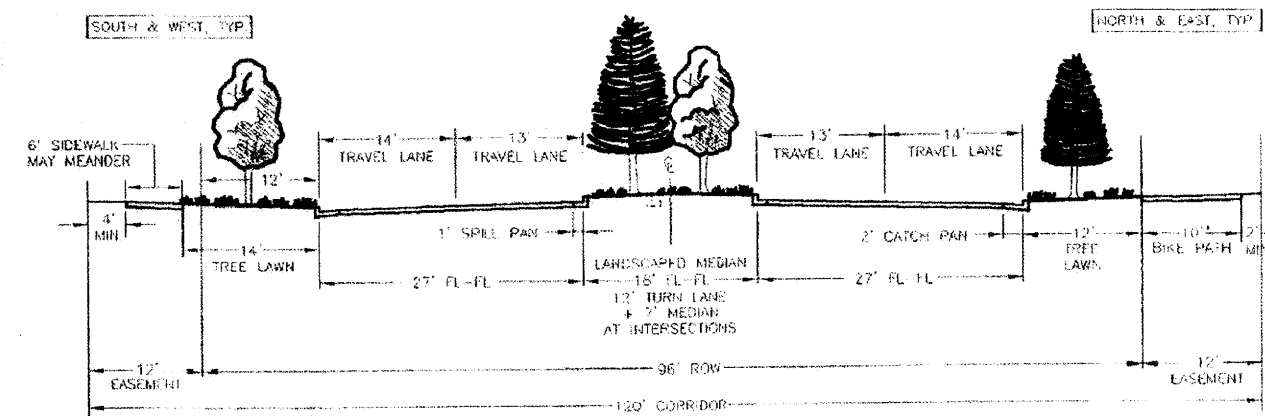 SOUTH & WEST, TYP
NORTH & EAST, TYP
6' SIDEWALK
MAY MEANDER
14'
TRAVEL LANE
13'
TRAVEL LANE
13'
TRAVEL LANE
14'
TRAVEL LANE
12'
4'
MIN
14'
TREE LAWN
1' SPILL PAN
2' CATCH PAN
12'
TREE
LAWN
10'
BIKE PATH
2'
27' FL-FL
LANDSCAPED MEDIAN
18' FL-FL
12' TURN LANE
MEDIAN
AT INTERSECTIONS
27' FL-FL
12'
EASEMENT
96' ROW
12'
EASEMENT
120' CORRIDOR